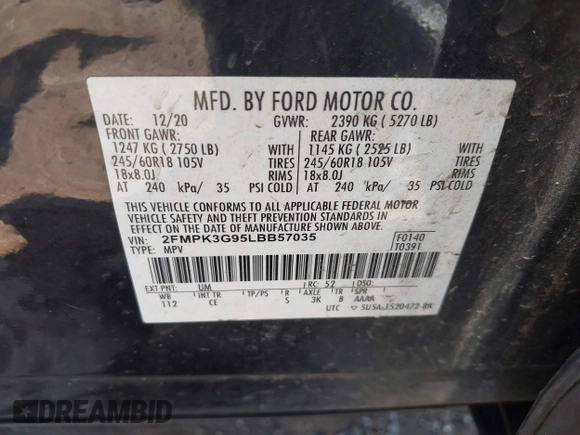 MFD. BY FORD MOTOR CO.
DATE: 12/20 GVWR: 2390 KG ( 5270 LB)
FRONT GAWR: REAR GAWR:
1247 KG ( 2750 LB) WITH 1145 KG ( 2525 LB) WITH
245/60R18 105V TIRES 245/60R18 105V TIRES
18x8.0J RIMS 18x8.0J RIMS
AT 240 kPa/ 35 PSI COLD AT 240 kPa/ 35 PSI COLD
THIS VEHICLE CONFORMS TO ALL APPLICABLE FEDERAL MOTOR
VEHICLE SAFETY AND THEFT PREVENTION STANDARDS IN
EFFECT ON THE DATE OF MANUFACTURE SHOWN ABOVE.
VIN: 2FMPK3G95LBB57035 F0140
TYPE: MPV T0391
EXT PNT: UM RC: 52 DSO:
WB INT TR TP/PS R AXLE TR SPR
112 CE S 3K B AAAA
UTC
DREAMBID